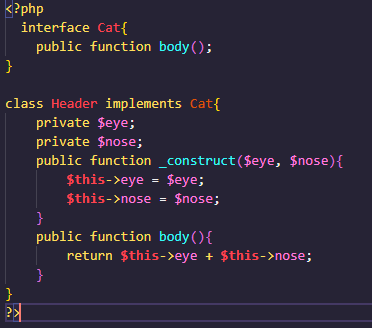 <?php
  interface Cat{
    public function body();
}

class Header implements Cat{
    private $eye;
    private $nose;
    public function _construct($eye, $nose){
        $this->eye = $eye;
        $this->nose = $nose;
    }
    public function body(){
        return $this->eye + $this->nose;
    }
}
?>